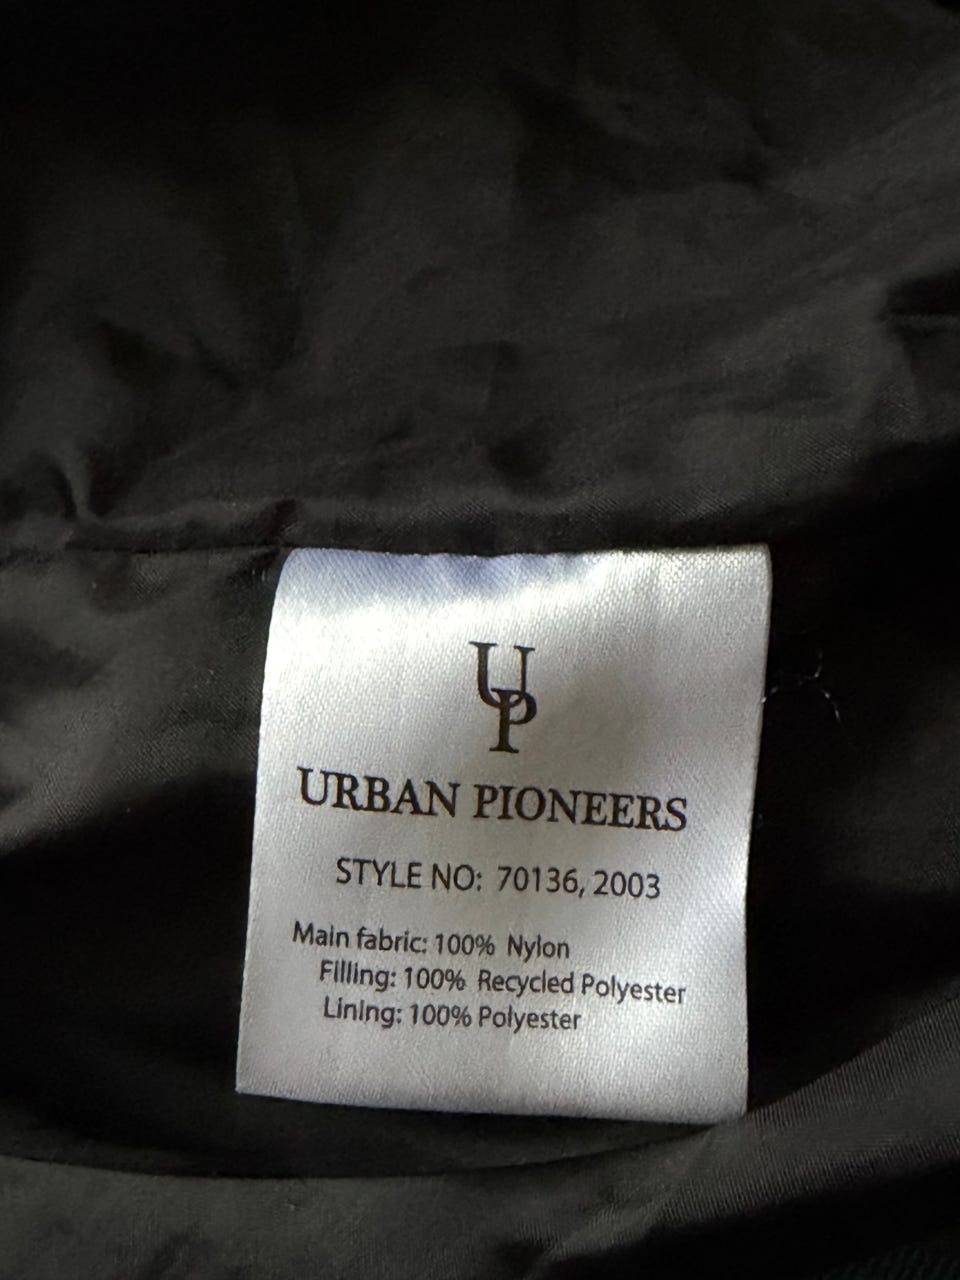 UP
URBAN PIONEERS
STYLE NO: 70136, 2003
Main fabric: 100% Nylon
Filling: 100% Recycled Polyester
Lining: 100% Polyester